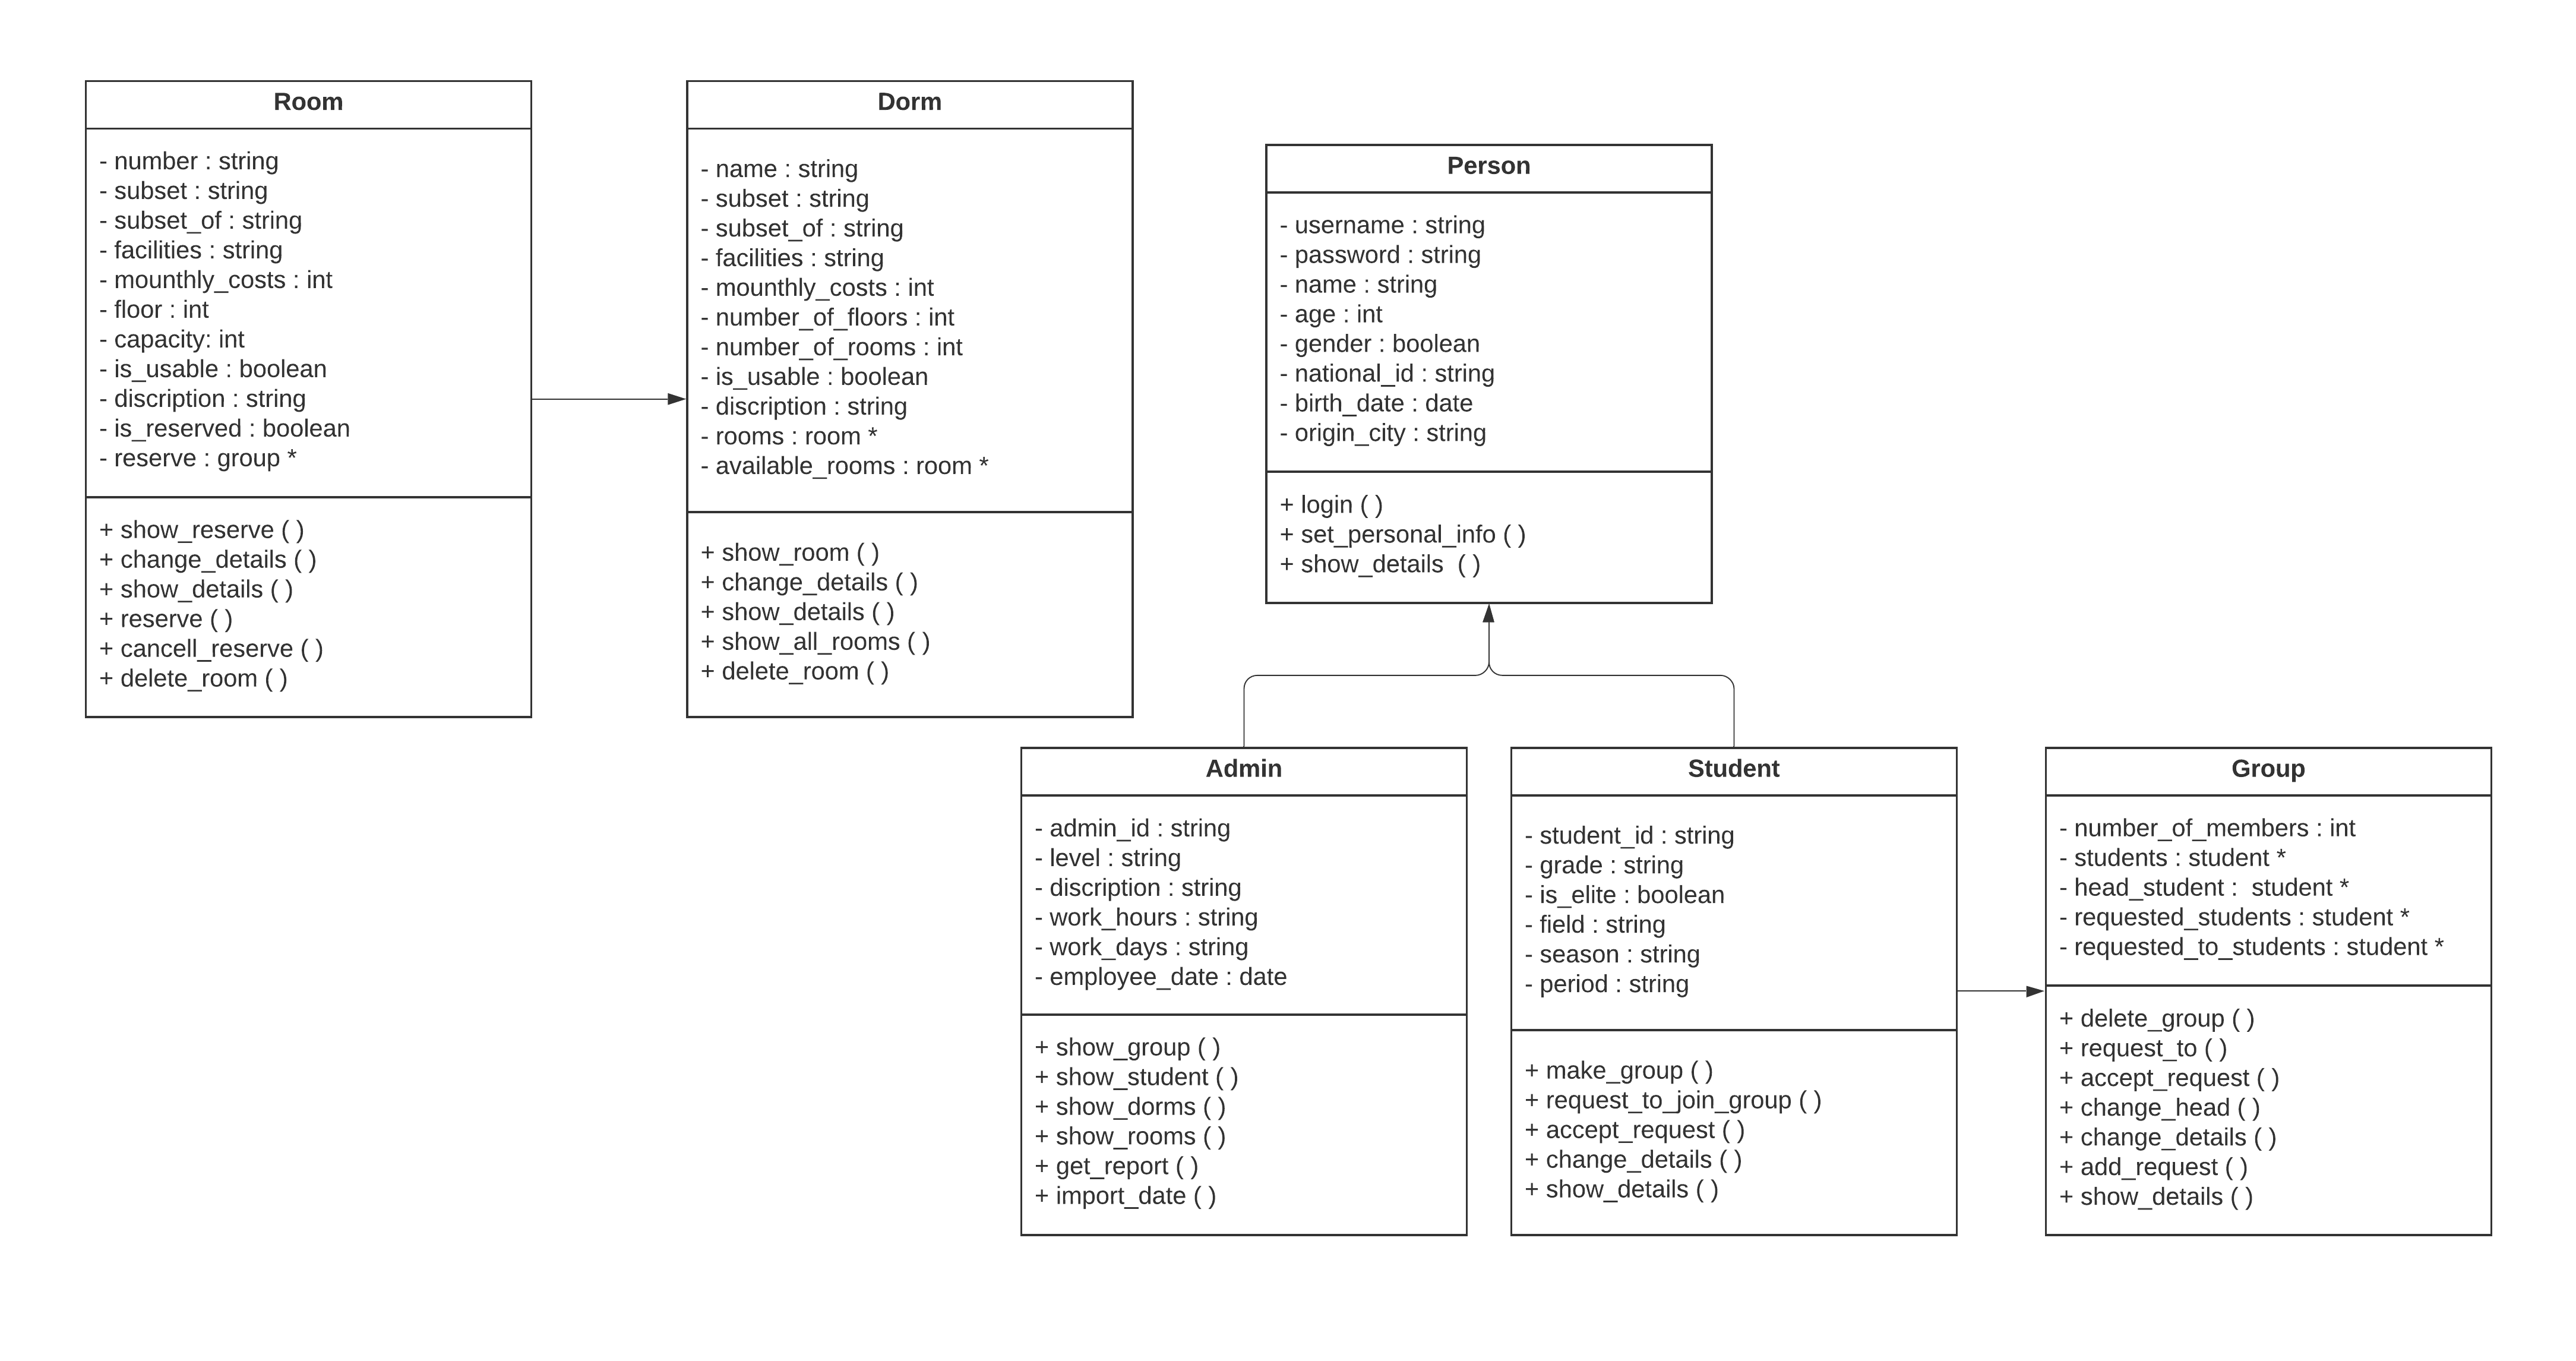 Room
- number : string
- subset : string
- subset_of : string
- facilities : string
- mounthly_costs : int
- floor : int
- capacity: int
- is_usable : boolean
- discription : string
- is_reserved : boolean
- reserve : group *
+ show_reserve ( )
+ change_details ( )
+ show_details ( )
+ reserve ( )
+ cancell_reserve ( )
+ delete_room ( )
Dorm
- name : string
- subset : string
- subset_of : string
- facilities : string
- mounthly_costs : int
- number_of_floors : int
- number_of_rooms : int
- is_usable : boolean
- discription : string
- rooms : room *
- available_rooms : room *
+ show_room ( )
+ change_details ( )
+ show_details ( )
+ show_all_rooms ( )
+ delete_room ( )
Person
- username : string
- password : string
- name : string
- age : int
- gender : boolean
- national_id : string
- birth_date : date
- origin_city : string
+ login ( )
+ set_personal_info ( )
+ show_details  ( )
Admin
- admin_id : string
- level : string
- discription : string
- work_hours : string
- work_days : string
- employee_date : date
+ show_group ( )
+ show_student ( )
+ show_dorms ( )
+ show_rooms ( )
+ get_report ( )
+ import_date ( )
Student
- student_id : string
- grade : string
- is_elite : boolean
- field : string
- season : string
- period : string
+ make_group ( )
+ request_to_join_group ( )
+ accept_request ( )
+ change_details ( )
+ show_details ( )
Group
- number_of_members : int
- students : student *
- head_student :  student *
- requested_students : student *
- requested_to_students : student *
+ delete_group ( )
+ request_to ( )
+ accept_request ( )
+ change_head ( )
+ change_details ( )
+ add_request ( )
+ show_details ( )